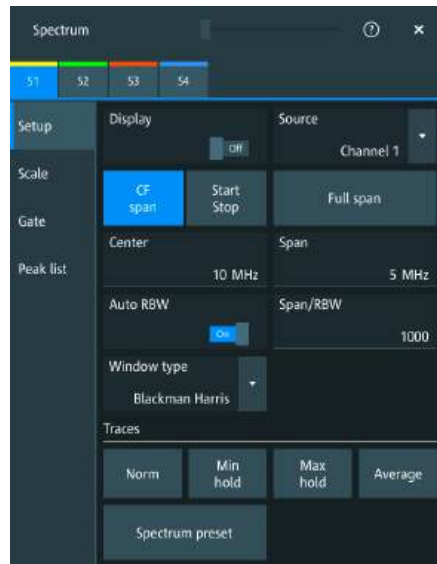 Spectrum ? ×
S1 S2 S3 S4
Setup
Scale
Gate
Peak list
Display
Off
Source
Channel 1
CF
span
Start
Stop
Full span
Center
10 MHz
Span
5 MHz
Auto RBW
On
Span/RBW
1000
Window type
Blackman Harris
Traces
Norm
Min
hold
Max
hold
Average
Spectrum preset